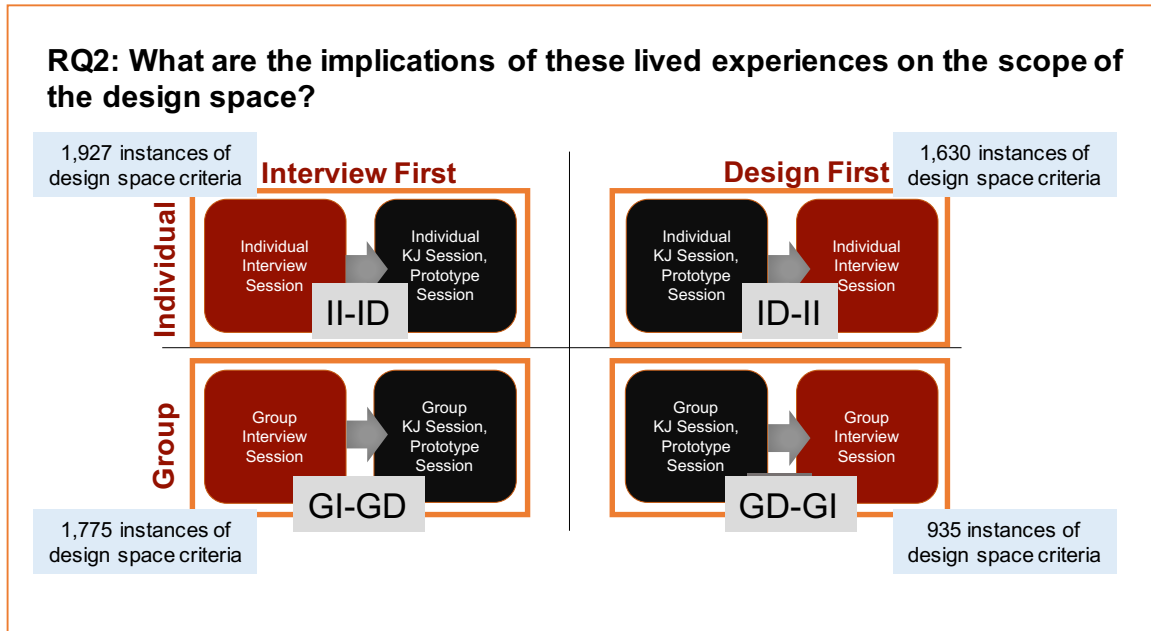 RQ2: What are the implications of these lived experiences on the scope of
the design space?
1,927 instances of
design space criteria
Interview First
Design First
1,630 instances of
design space criteria
Individual
Individual
Interview
Session
Individual
KJ Session,
Prototype
Session
II-ID
Individual
KJ Session,
Prototype
Session
Individual
Interview
Session
ID-II
Group
Group
Interview
Session
Group
KJ Session,
Prototype
Session
GI-GD
Group
KJ Session,
Prototype
Session
Group
Interview
Session
GD-GI
1,775 instances of
design space criteria
935 instances of
design space criteria